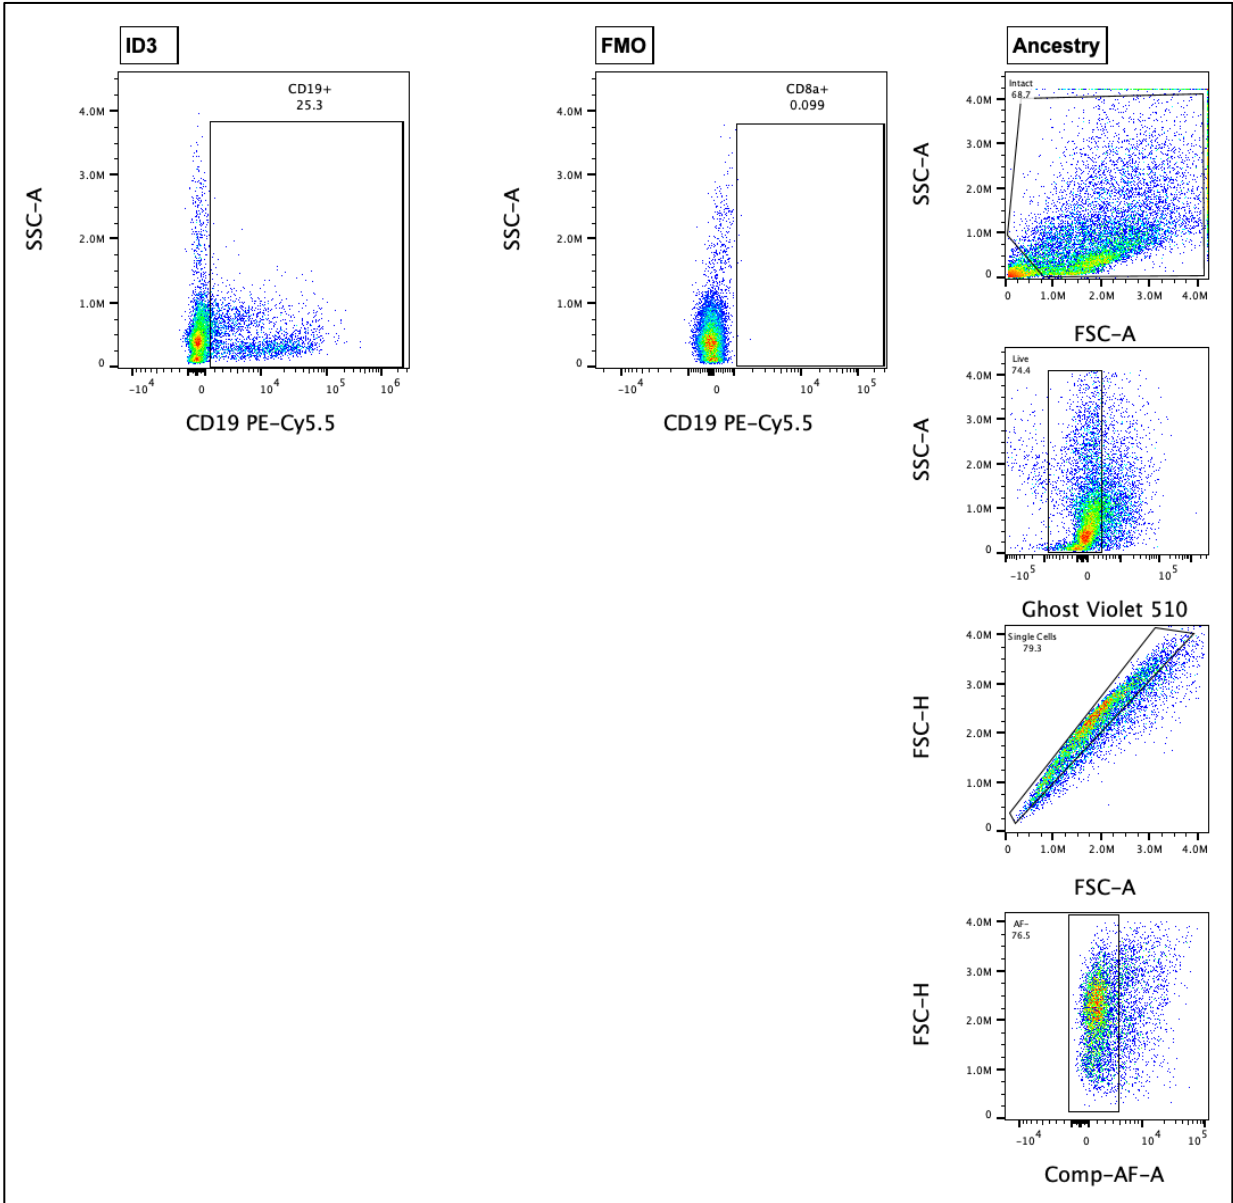 ID3
CD19+
25.3
SSC-A
4.0M
3.0M
2.0M
1.0M
0
-10^4
0
10^4
10^5
10^6
CD19 PE-Cy5.5
FMO
CD8a+
0.099
SSC-A
4.0M
3.0M
2.0M
1.0M
0
-10^4
0
10^4
10^5
CD19 PE-Cy5.5
Ancestry
Intact
68.7
SSC-A
4.0M
3.0M
2.0M
1.0M
0
0
1.0M
2.0M
3.0M
4.0M
FSC-A
Live
74.4
SSC-A
4.0M
3.0M
2.0M
1.0M
0
-10^5
0
10^5
Ghost Violet 510
Single Cells
79.3
FSC-H
4.0M
3.0M
2.0M
1.0M
0
0
1.0M
2.0M
3.0M
4.0M
FSC-A
AF-
76.5
FSC-H
4.0M
3.0M
2.0M
1.0M
0
-10^4
0
10^4
10^5
Comp-AF-A